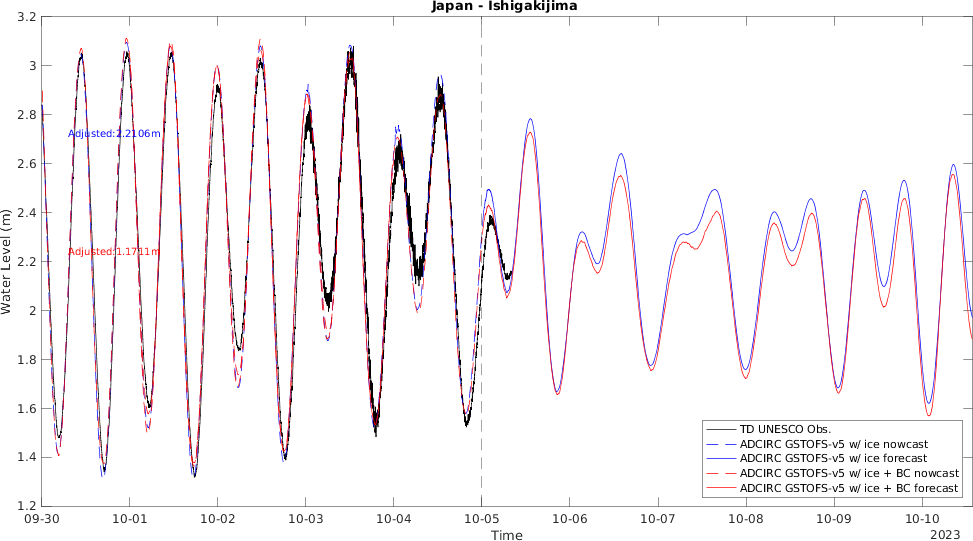 Japan - Ishigakijima
3.2
3
2.8
2.6
2.4
2.2
2
1.8
1.6
1.4
1.2
Water Level (m)
Adjusted:2.2106m
Adjusted:1.1711m
TD UNESCO Obs.
ADCIRC GSTOFS-v5 w/ ice nowcast
ADCIRC GSTOFS-v5 w/ ice forecast
ADCIRC GSTOFS-v5 w/ ice + BC nowcast
ADCIRC GSTOFS-v5 w/ ice + BC forecast
09-30 10-01 10-02 10-03 10-04 10-05 10-06 10-07 10-08 10-09 10-10
Time
2023